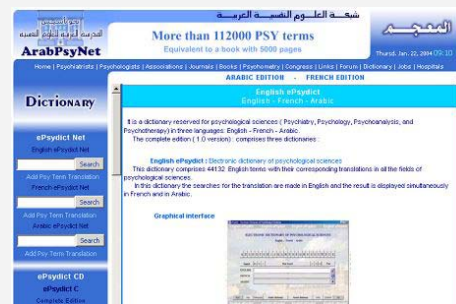 شبكة العلوم النفسية العربية
المعجم
ArabPsyNet
More than 112000 PSY terms
Equivalent to a book with 5000 pages
Thursd. Jan. 22, 2004 09:10
Home | Psychiatrists | Psychologists | Associations | Journals | Books | Psychometry | Congress | Links | Forum | Dictionary | Jobs | Hospitals
ARABIC EDITION - FRENCH EDITION
DICTIONARY
ePsydict Net
English ePsydict Net
Search
Add Psy Term Translation
French ePsydict Net
Search
Add Psy Term Translation
Arabic ePsydict Net
Search
Add Psy Term Translation
ePsydict CD
ePsydict C
Complete Edition
English ePsydict
English - French - Arabic
It is a dictionary reserved for psychological sciences ( Psychiatry, Psychology, Psychoanalysis, and
Psychotherapy) in three languages: English - French - Arabic.
The complete edition ( 1.0 version) : comprises three dictionaries :
English ePsydict : Electronic dictionary of psychological sciences
This dictionary comprises 44132 English terms with their corresponding translations in all the fields of
psychological sciences.
In this dictionary the searches for the translation are made in English and the result is displayed simultaneously
in French and in Arabic.
Graphical interface